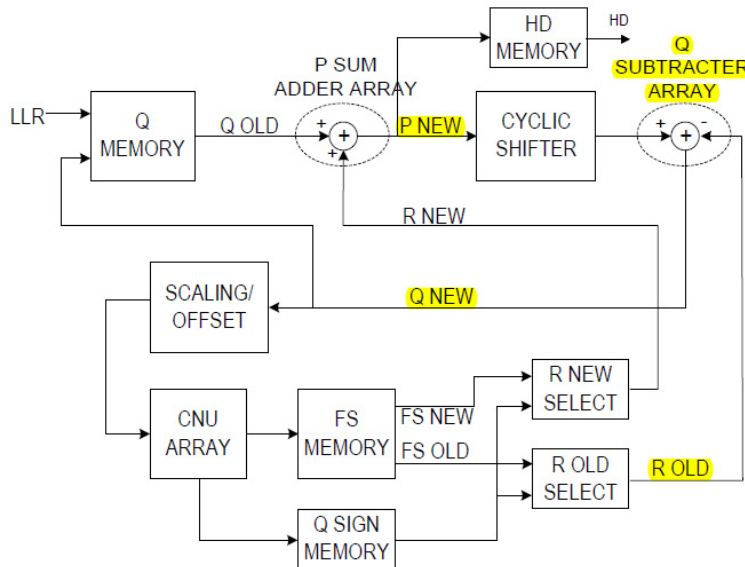 HD
MEMORY
HD
Q
SUBTRACTER
ARRAY
P SUM
ADDER ARRAY
LLR
Q
MEMORY
Q OLD
+
+
+
P NEW
CYCLIC
SHIFTER
+
+
-
R NEW
SCALING/
OFFSET
Q NEW
CNU
ARRAY
FS
MEMORY
FS NEW
FS OLD
R NEW
SELECT
R OLD
SELECT
R OLD
Q SIGN
MEMORY